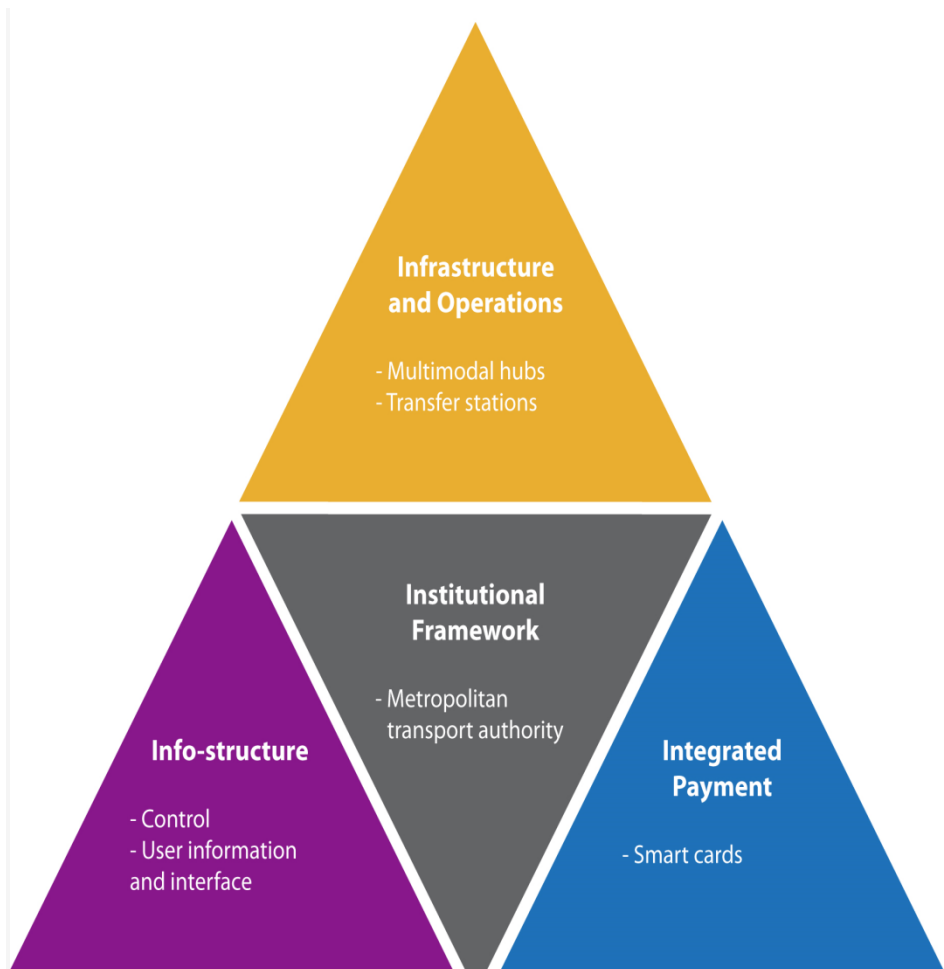 Infrastructure
and Operations
- Multimodal hubs
- Transfer stations
Institutional
Framework
- Metropolitan
transport authority
Info-structure
- Control
- User information
and interface
Integrated
Payment
- Smart cards